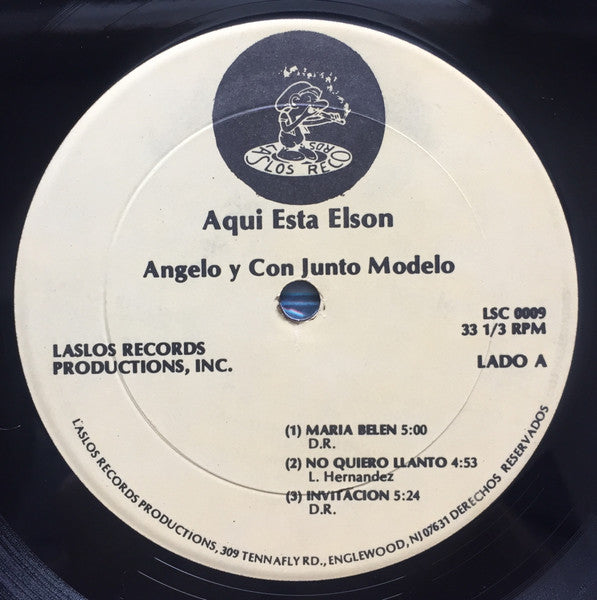 LASLOS RECORDS
Aqui Esta Elson
Angelo y Con Junto Modelo
LSC 0009
33 1/3 RPM
LASLOS RECORDS
PRODUCTIONS, INC.
LADO A
(1) MARIA BELEN 5:00
D.R.
(2) NO QUIERO LLANTO 4:53
L. Hernandez
(3) INVITACION 5:24
D.R.
LASLOS RECORDS PRODUCTIONS, 309 TENNAFLY RD., ENGLEWOOD, NJ 07631 DERECHOS RESERVADOS